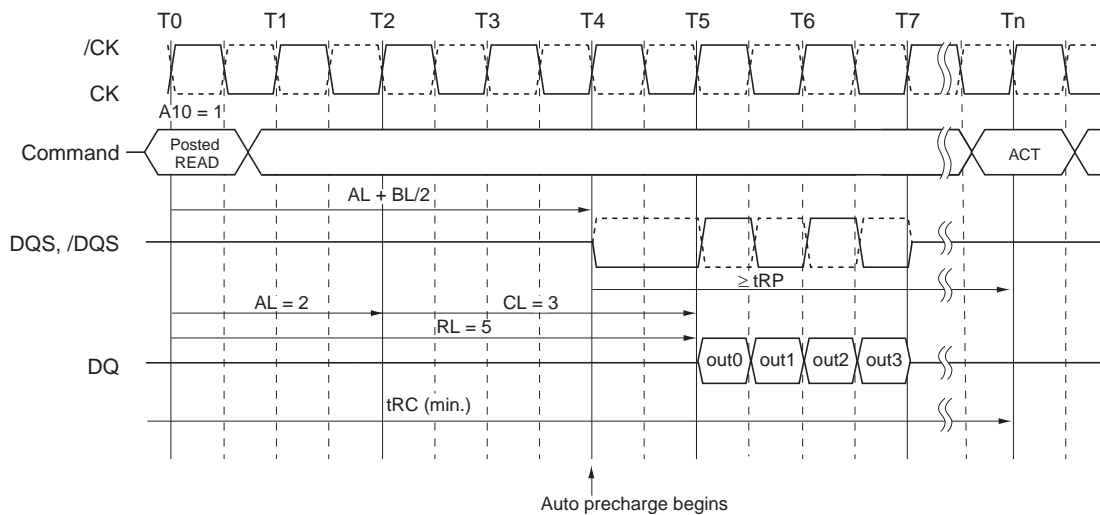 T0 T1 T2 T3 T4 T5 T6 T7 Tn
/CK
CK
A10 = 1
Command
Posted
READ
ACT
AL + BL/2
DQS, /DQS
≥ tRP
AL = 2
CL = 3
RL = 5
DQ
out0 out1 out2 out3
tRC (min.)
Auto precharge begins